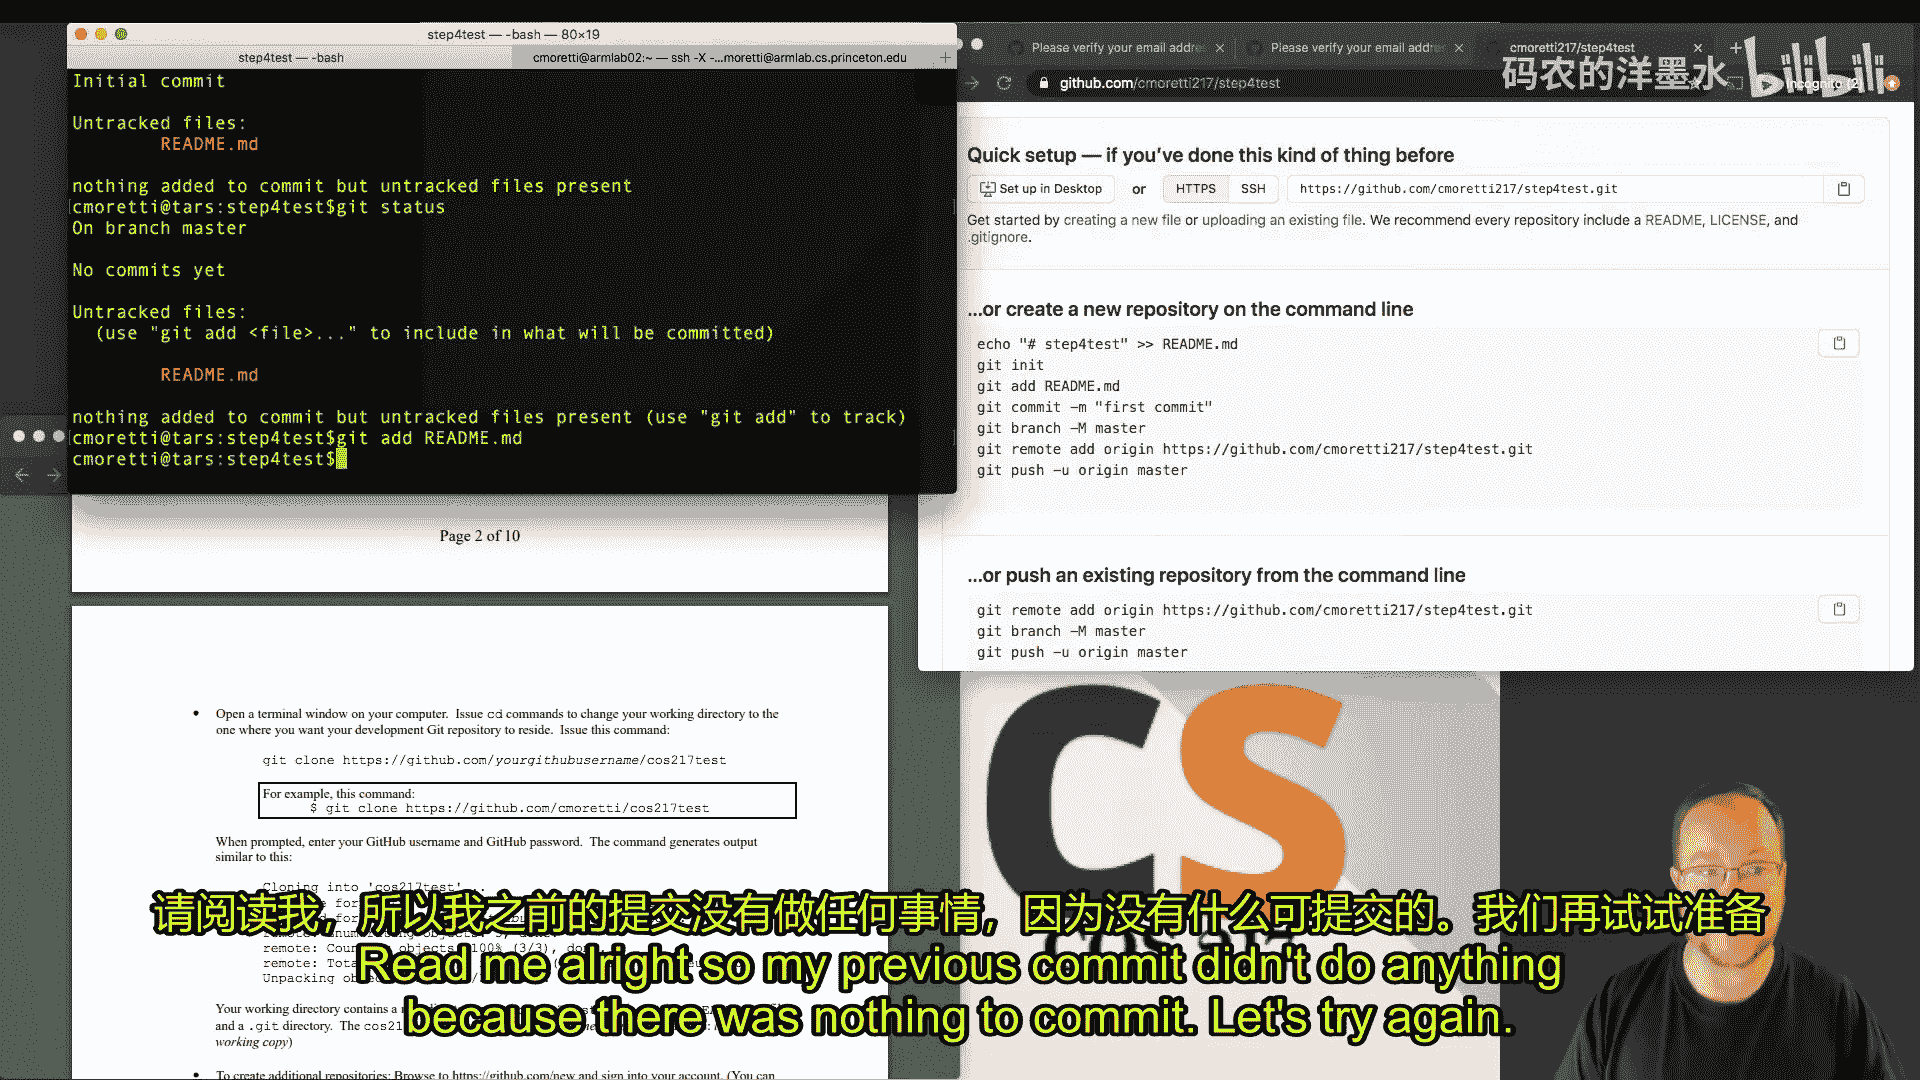 step4test — -bash — 80×19
step4test — -bash
cmoretti@armlab02:~ — ssh -X -...moretti@armlab.cs.princeton.edu
Initial commit
Untracked files:
README.md
nothing added to commit but untracked files present
cmoretti@tars:step4test$git status
On branch master
No commits yet
Untracked files:
(use "git add <file>..." to include in what will be committed)
README.md
nothing added to commit but untracked files present (use "git add" to track)
cmoretti@tars:step4test$git add README.md
cmoretti@tars:step4test$
Please verify your email addre
Please verify your email addre
cmoretti217/step4test
github.com/cmoretti217/step4test
Incognito (2)
码农的洋墨水
bilibili
Quick setup — if you've done this kind of thing before
Set up in Desktop or HTTPS SSH https://github.com/cmoretti217/step4test.git
Get started by creating a new file or uploading an existing file. We recommend every repository include a README, LICENSE, and
.gitignore.
...or create a new repository on the command line
echo "# step4test" >> README.md
git init
git add README.md
git commit -m "first commit"
git branch -M master
git remote add origin https://github.com/cmoretti217/step4test.git
git push -u origin master
...or push an existing repository from the command line
git remote add origin https://github.com/cmoretti217/step4test.git
git branch -M master
git push -u origin master
Page 2 of 10
• Open a terminal window on your computer. Issue cd commands to change your working directory to the
one where you want your development Git repository to reside. Issue this command:
git clone https://github.com/yourgithubusername/cos217test
For example, this command:
$ git clone https://github.com/cmoretti/cos217test
When prompted, enter your GitHub username and GitHub password. The command generates output
similar to this:
Cloning into 'cos217test'...
remote: Coun objects: 100% (3/3), done.
remote: Tota
Unpacking obje
Your working directory contains a
and a .git directory. The cos21
working copy)
• To create additional repositories: Browse to https://github.com/new and sign into your account. (You can
CS
COS 217
请阅读我，所以我之前的提交没有做任何事情，因为没有什么可提交的。我们再试试准备
Read me alright so my previous commit didn't do anything
because there was nothing to commit. Let's try again.